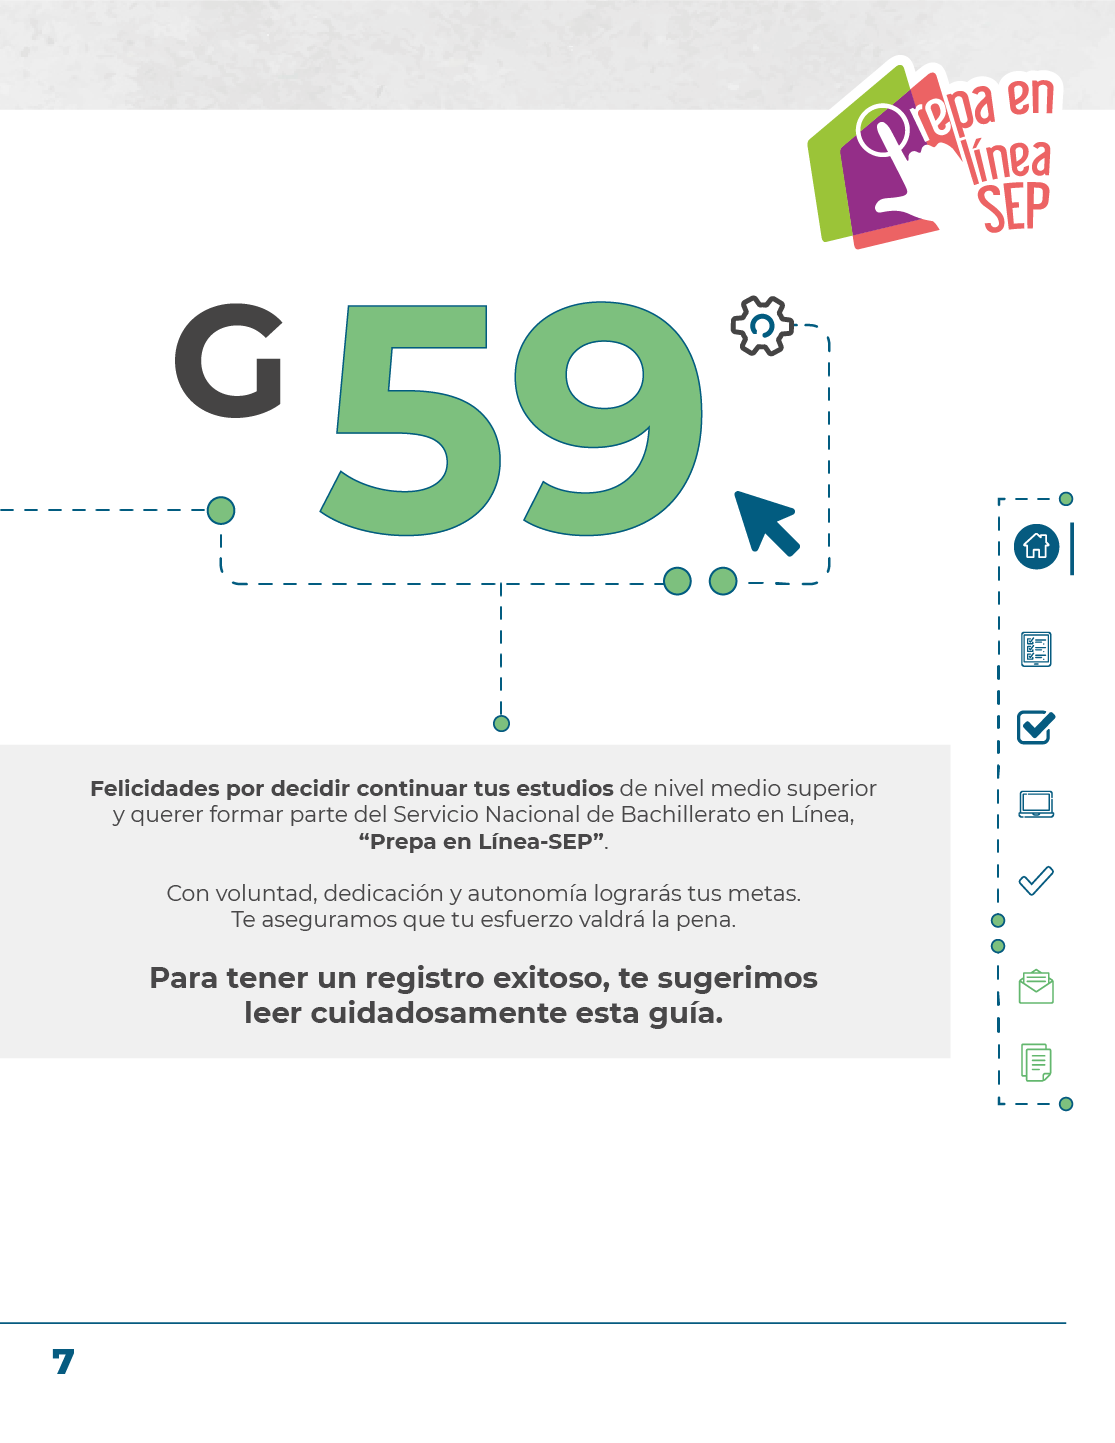 Prepa en
línea
SEP
G 59
Felicidades por decidir continuar tus estudios de nivel medio superior
y querer formar parte del Servicio Nacional de Bachillerato en Línea,
“Prepa en Línea-SEP”.
Con voluntad, dedicación y autonomía lograrás tus metas.
Te aseguramos que tu esfuerzo valdrá la pena.
Para tener un registro exitoso, te sugerimos
leer cuidadosamente esta guía.
7